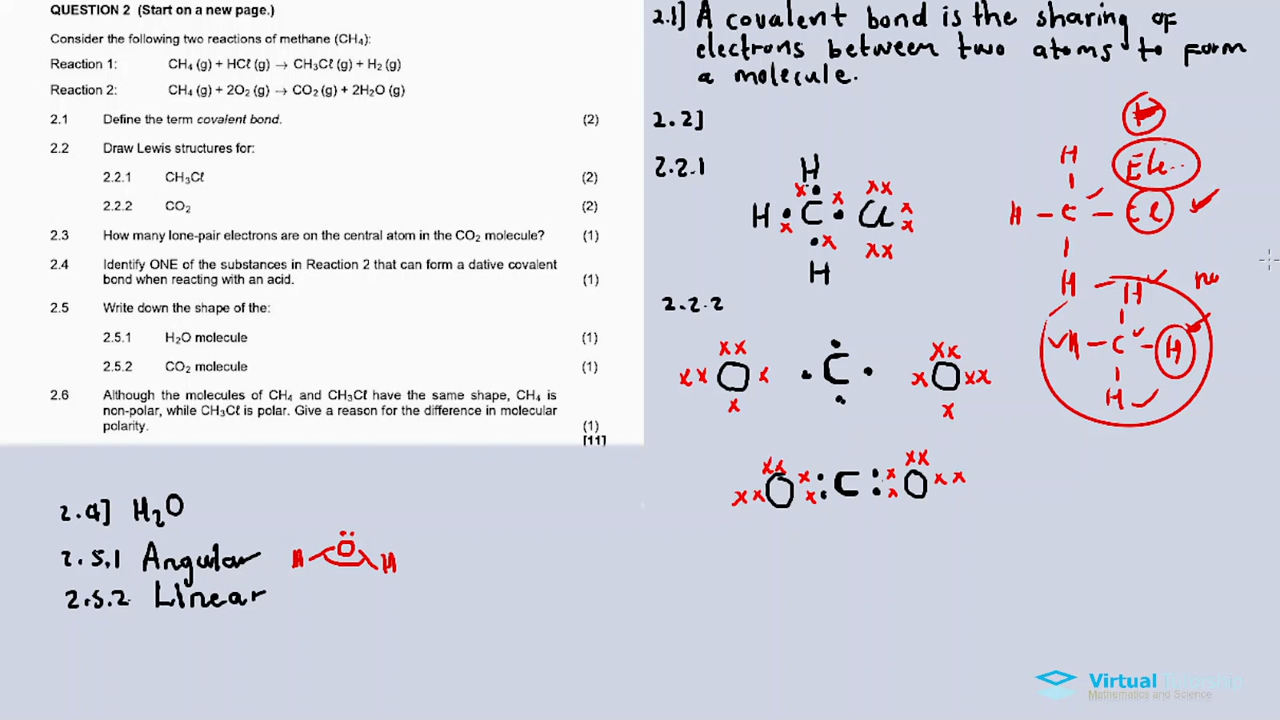 QUESTION 2 (Start on a new page.)
Consider the following two reactions of methane (CH₄):
Reaction 1: CH₄ (g) + HCℓ (g) → CH₃Cℓ (g) + H₂ (g)
Reaction 2: CH₄ (g) + 2O₂ (g) → CO₂ (g) + 2H₂O (g)
2.1 Define the term covalent bond. (2)
2.2 Draw Lewis structures for:
2.2.1 CH₃Cℓ (2)
2.2.2 CO₂ (2)
2.3 How many lone-pair electrons are on the central atom in the CO₂ molecule? (1)
2.4 Identify ONE of the substances in Reaction 2 that can form a dative covalent
bond when reacting with an acid. (1)
2.5 Write down the shape of the:
2.5.1 H₂O molecule (1)
2.5.2 CO₂ molecule (1)
2.6 Although the molecules of CH₄ and CH₃Cℓ have the same shape, CH₄ is
non-polar, while CH₃Cℓ is polar. Give a reason for the difference in molecular
polarity. (1)
[11]
2.4] H₂O
2.5.1 Angular
H O H
2.5.2 Linear
2.1] A covalent bond is the sharing of
electrons between two atoms to form
a molecule.
2.2]
2.2.1
H
H C Cl
H
2.2.2
O C O
O C O
H
Ele..
H – C –
H
H
H – C – H
H
Virtual
Mathematics and Science